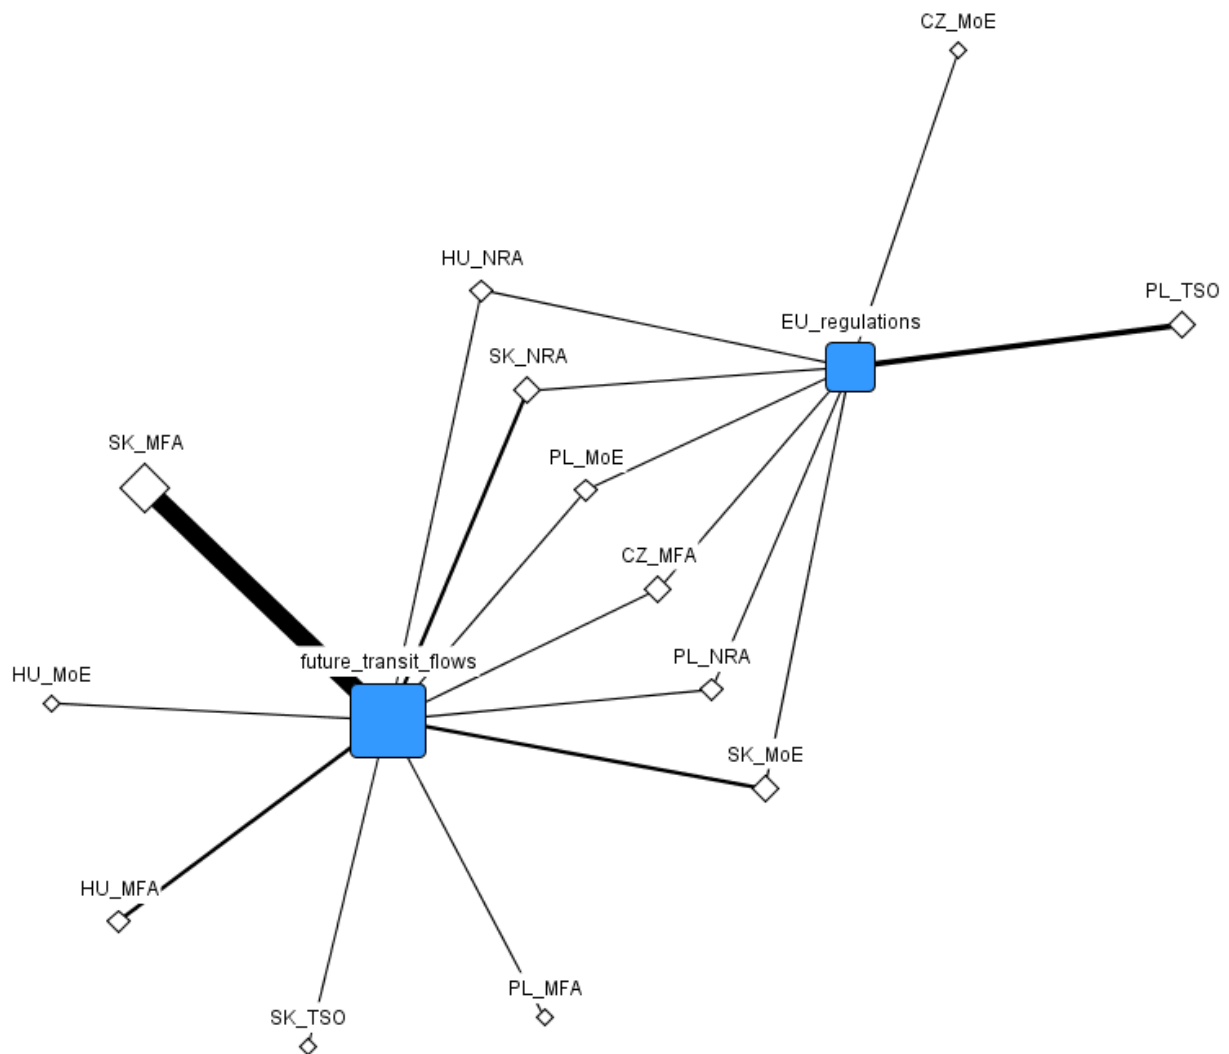 CZ_MoE
HU_NRA
PL_TSO
EU_regulations
SK_NRA
SK_MFA
PL_MoE
CZ_MFA
future_transit_flows
PL_NRA
HU_MoE
SK_MoE
HU_MFA
PL_MFA
SK_TSO